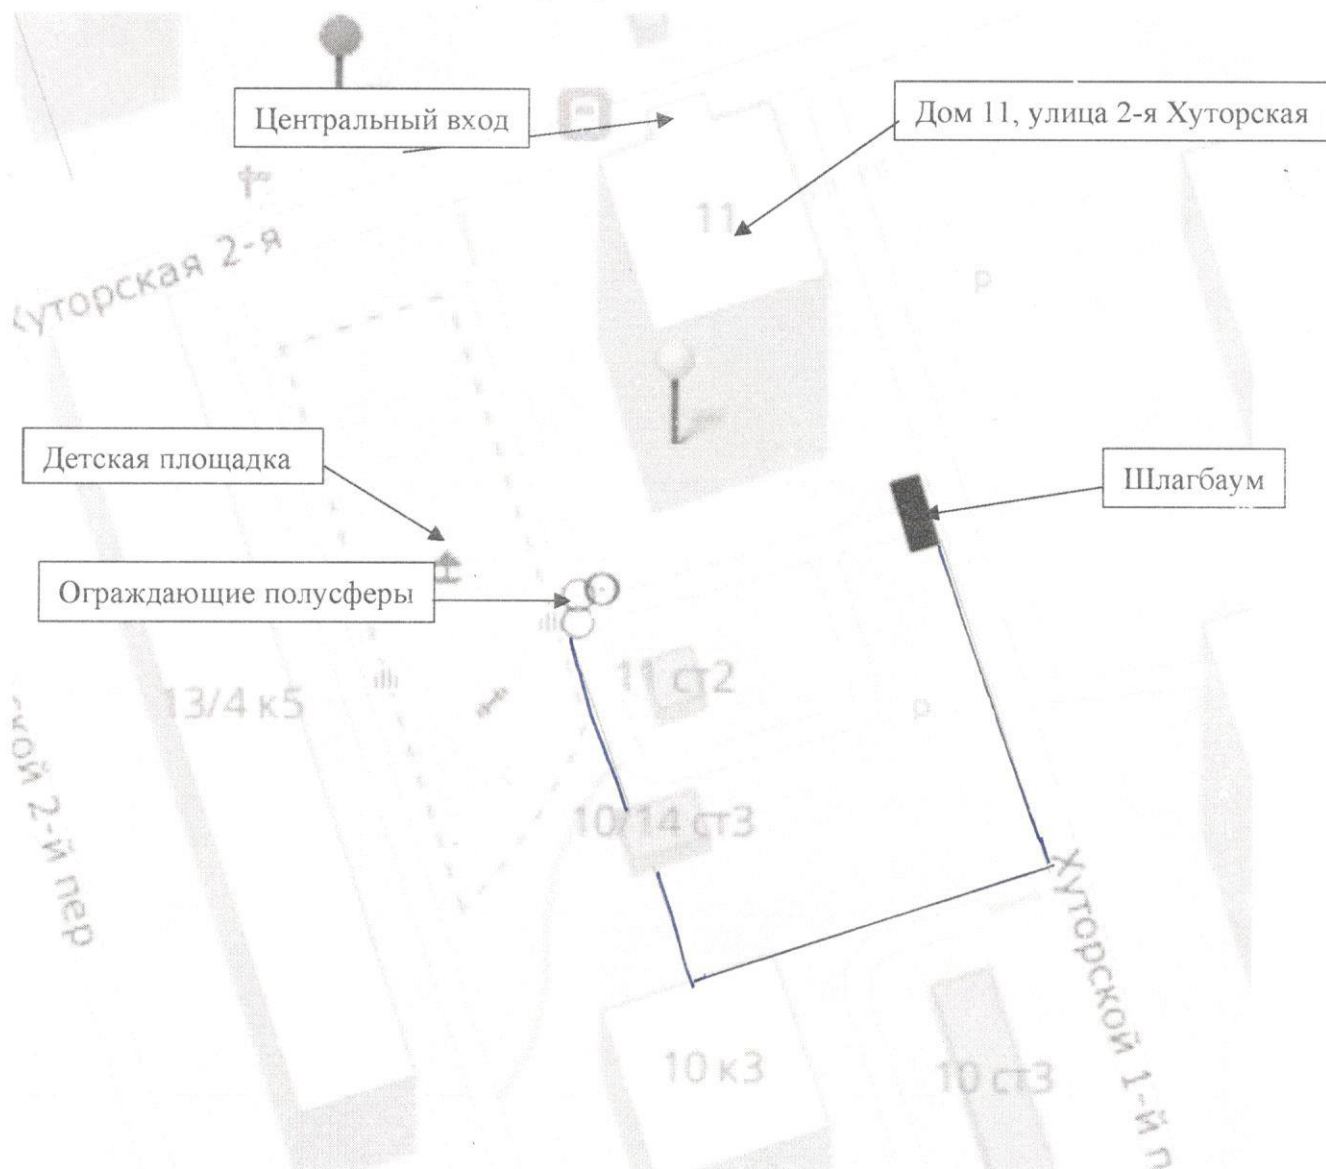 Центральный вход
Дом 11, улица 2-я Хуторская
11
Хуторская 2-я
P
Детская площадка
Шлагбаум
Ограждающие полусферы
11 ст2
13/4 к5
P
кой 2-й пер
10/14 ст3
Хуторской 1-й п
10 к3
10 ст3